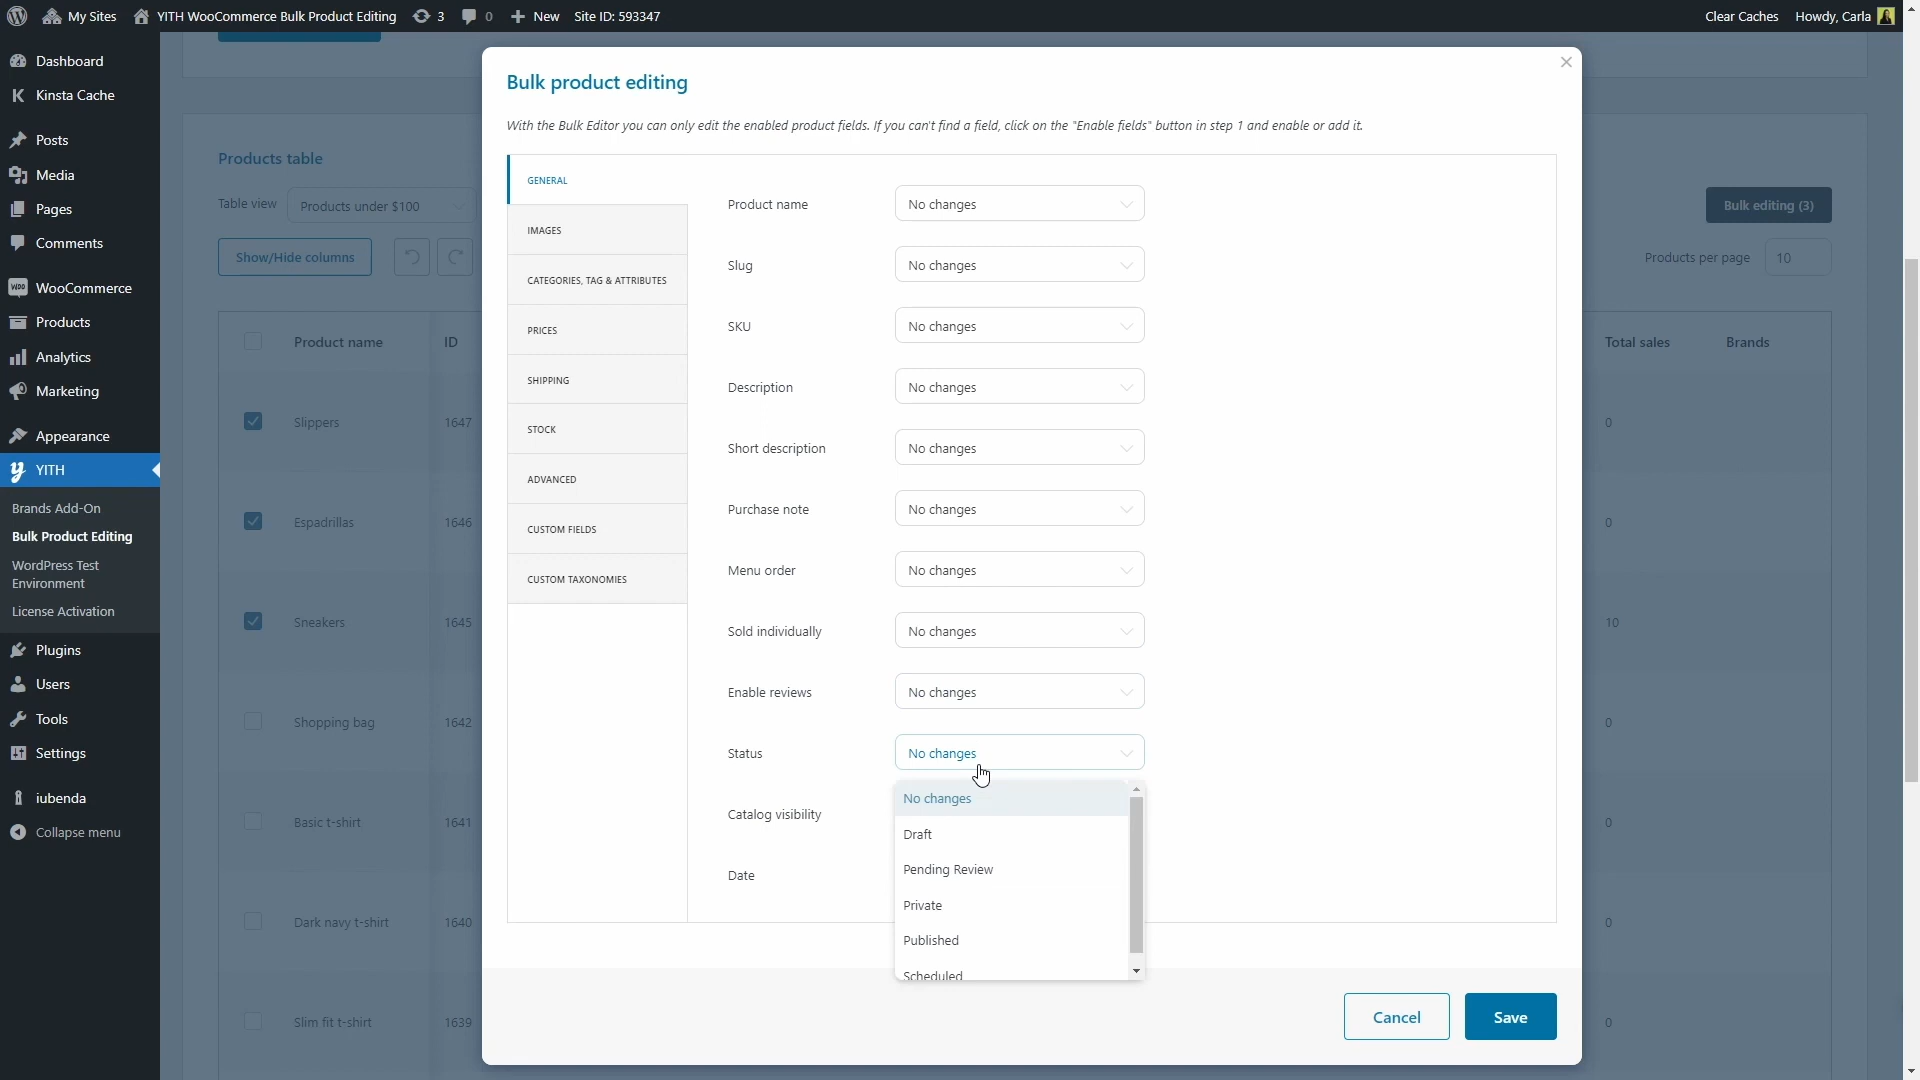 My Sites
YITH WooCommerce Bulk Product Editing
3
0
New
Site ID: 593347
Clear Caches
Howdy, Carla
Dashboard
Kinsta Cache
Posts
Media
Pages
Comments
WooCommerce
Products
Analytics
Marketing
Appearance
YITH
Brands Add-On
Bulk Product Editing
WordPress Test
Environment
License Activation
Plugins
Users
Tools
Settings
iubenda
Collapse menu
Products table
Table view
Products under $100
Show/Hide columns
Bulk editing (3)
Products per page
10
Product name
ID
Total sales
Brands
Slippers
1647
0
Espadrillas
1646
0
Sneakers
1645
10
Shopping bag
1642
0
Basic t-shirt
1641
0
Dark navy t-shirt
1640
0
Slim fit t-shirt
1639
0
Bulk product editing
With the Bulk Editor you can only edit the enabled product fields. If you can't find a field, click on the "Enable fields" button in step 1 and enable or add it.
GENERAL
IMAGES
CATEGORIES, TAG & ATTRIBUTES
PRICES
SHIPPING
STOCK
ADVANCED
CUSTOM FIELDS
CUSTOM TAXONOMIES
Product name
No changes
Slug
No changes
SKU
No changes
Description
No changes
Short description
No changes
Purchase note
No changes
Menu order
No changes
Sold individually
No changes
Enable reviews
No changes
Status
No changes
Catalog visibility
Date
No changes
Draft
Pending Review
Private
Published
Scheduled
Cancel
Save